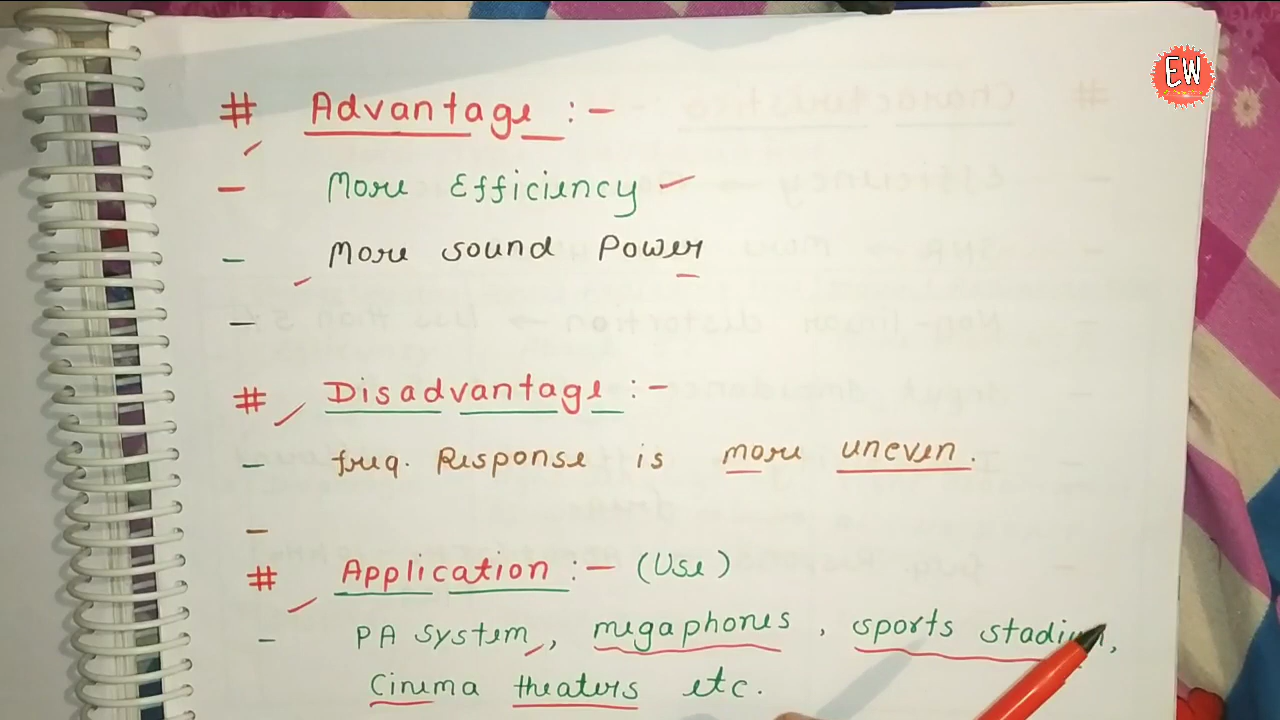 EW
# Advantage :-
- More Efficiency -
- More sound Power
-
# Disadvantage :-
- freq. Response is more uneven.
-
# Application :- (Use)
- PA system, megaphones, sports stadium,
Cinema theaters etc.